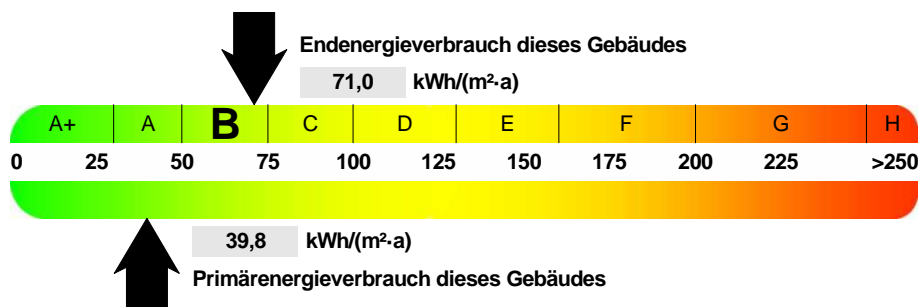 Endenergieverbrauch dieses Gebäudes
71,0 kWh/(m²·a)
A+ A B C D E F G H
0 25 50 75 100 125 150 175 200 225 >250
39,8 kWh/(m²·a)
Primärenergieverbrauch dieses Gebäudes